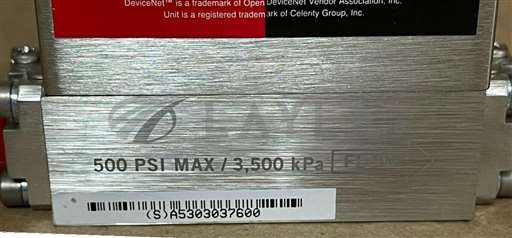 DeviceNet™ is a trademark of Open DeviceNet Vendor Association, Inc.
Unit is a registered trademark of Celerity Group, Inc.
500 PSI MAX / 3,500 kPa FLOW
(S)A5303037600